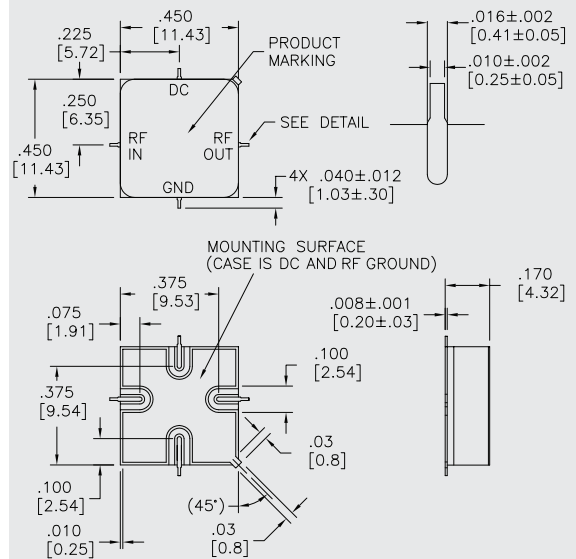 .450
[11.43]
.225
[5.72]
PRODUCT
MARKING
.016±.002
[0.41±0.05]
.010±.002
[0.25±0.05]
DC
.250
[6.35]
SEE DETAIL
RF
IN
RF
OUT
.450
[11.43]
GND
4X .040±.012
[1.03±.30]
MOUNTING SURFACE
(CASE IS DC AND RF GROUND)
.375
[9.53]
.170
[4.32]
.008±.001
[0.20±.03]
.075
[1.91]
.100
[2.54]
.375
[9.54]
.03
[0.8]
.100
[2.54]
(45°)
.010
[0.25]
.03
[0.8]